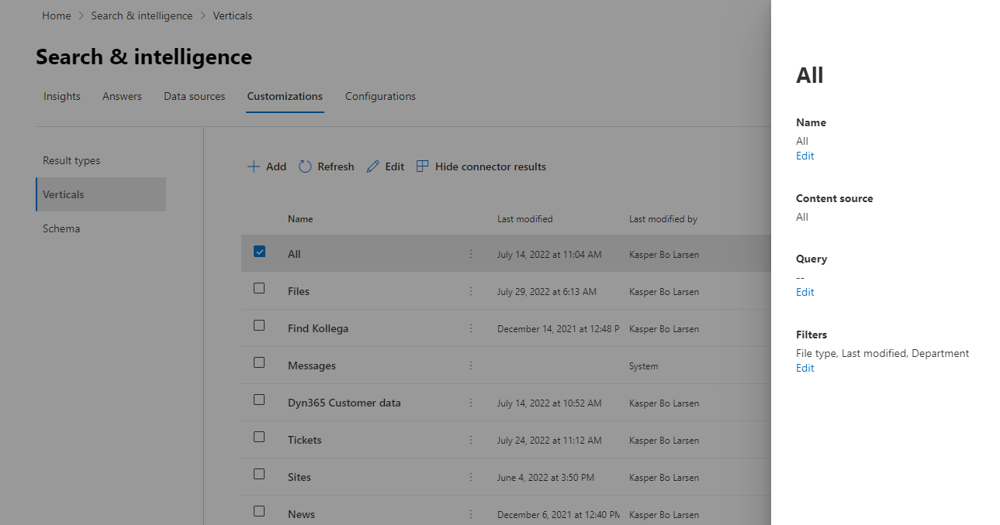 Home > Search & intelligence > Verticals
Search & intelligence
Insights Answers Data sources Customizations Configurations
Result types
Verticals
Schema
Add Refresh Edit Hide connector results
Name Last modified Last modified by
All July 14, 2022 at 11:04 AM Kasper Bo Larsen
Files July 29, 2022 at 6:13 AM Kasper Bo Larsen
Find Kollega December 14, 2021 at 12:48 P Kasper Bo Larsen
Messages System
Dyn365 Customer data July 14, 2022 at 10:52 AM Kasper Bo Larsen
Tickets July 24, 2022 at 11:12 AM Kasper Bo Larsen
Sites June 4, 2022 at 3:50 PM Kasper Bo Larsen
News December 6, 2021 at 12:40 PM Kasper Bo Larsen
All
Name
All
Edit
Content source
All
Query
--
Edit
Filters
File type, Last modified, Department
Edit